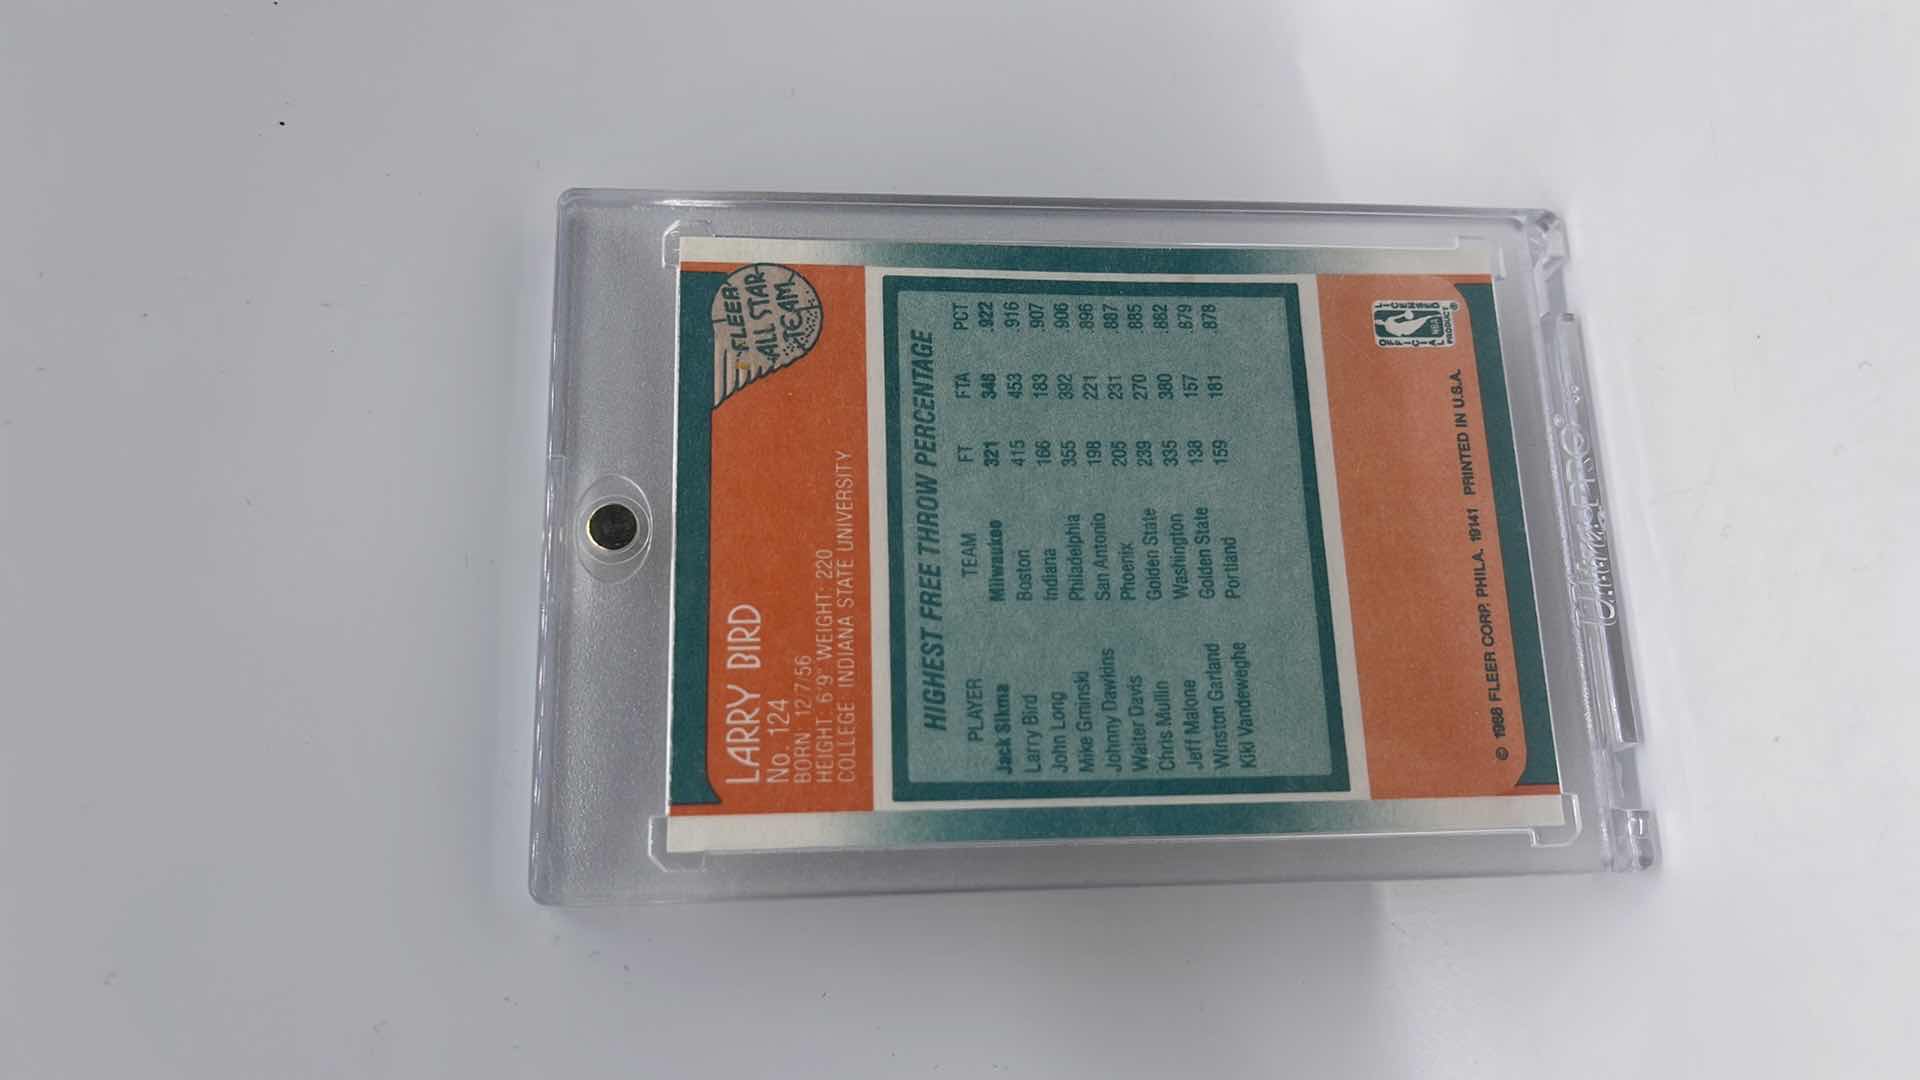 FLEER
ALL STAR
TEAM
LARRY BIRD
No. 124
BORN: 12/7/56
HEIGHT: 6'9" WEIGHT: 220
COLLEGE: INDIANA STATE UNIVERSITY
HIGHEST FREE THROW PERCENTAGE
PLAYER TEAM FT FTA PCT
Jack Sikma Milwaukee 321 348 .922
Larry Bird Boston 415 453 .916
John Long Indiana 166 183 .907
Mike Gminski Philadelphia 355 392 .906
Johnny Dawkins San Antonio 198 221 .896
Walter Davis Phoenix 205 231 .887
Chris Mullin Golden State 239 270 .885
Jeff Malone Washington 335 380 .882
Winston Garland Golden State 138 157 .879
Kiki Vandeweghe Portland 159 181 .878
OFFICIAL LICENSED
NBA
PRODUCT ®
© 1988 FLEER CORP. PHILA. 19141 PRINTED IN U.S.A.
Ultra·PRO